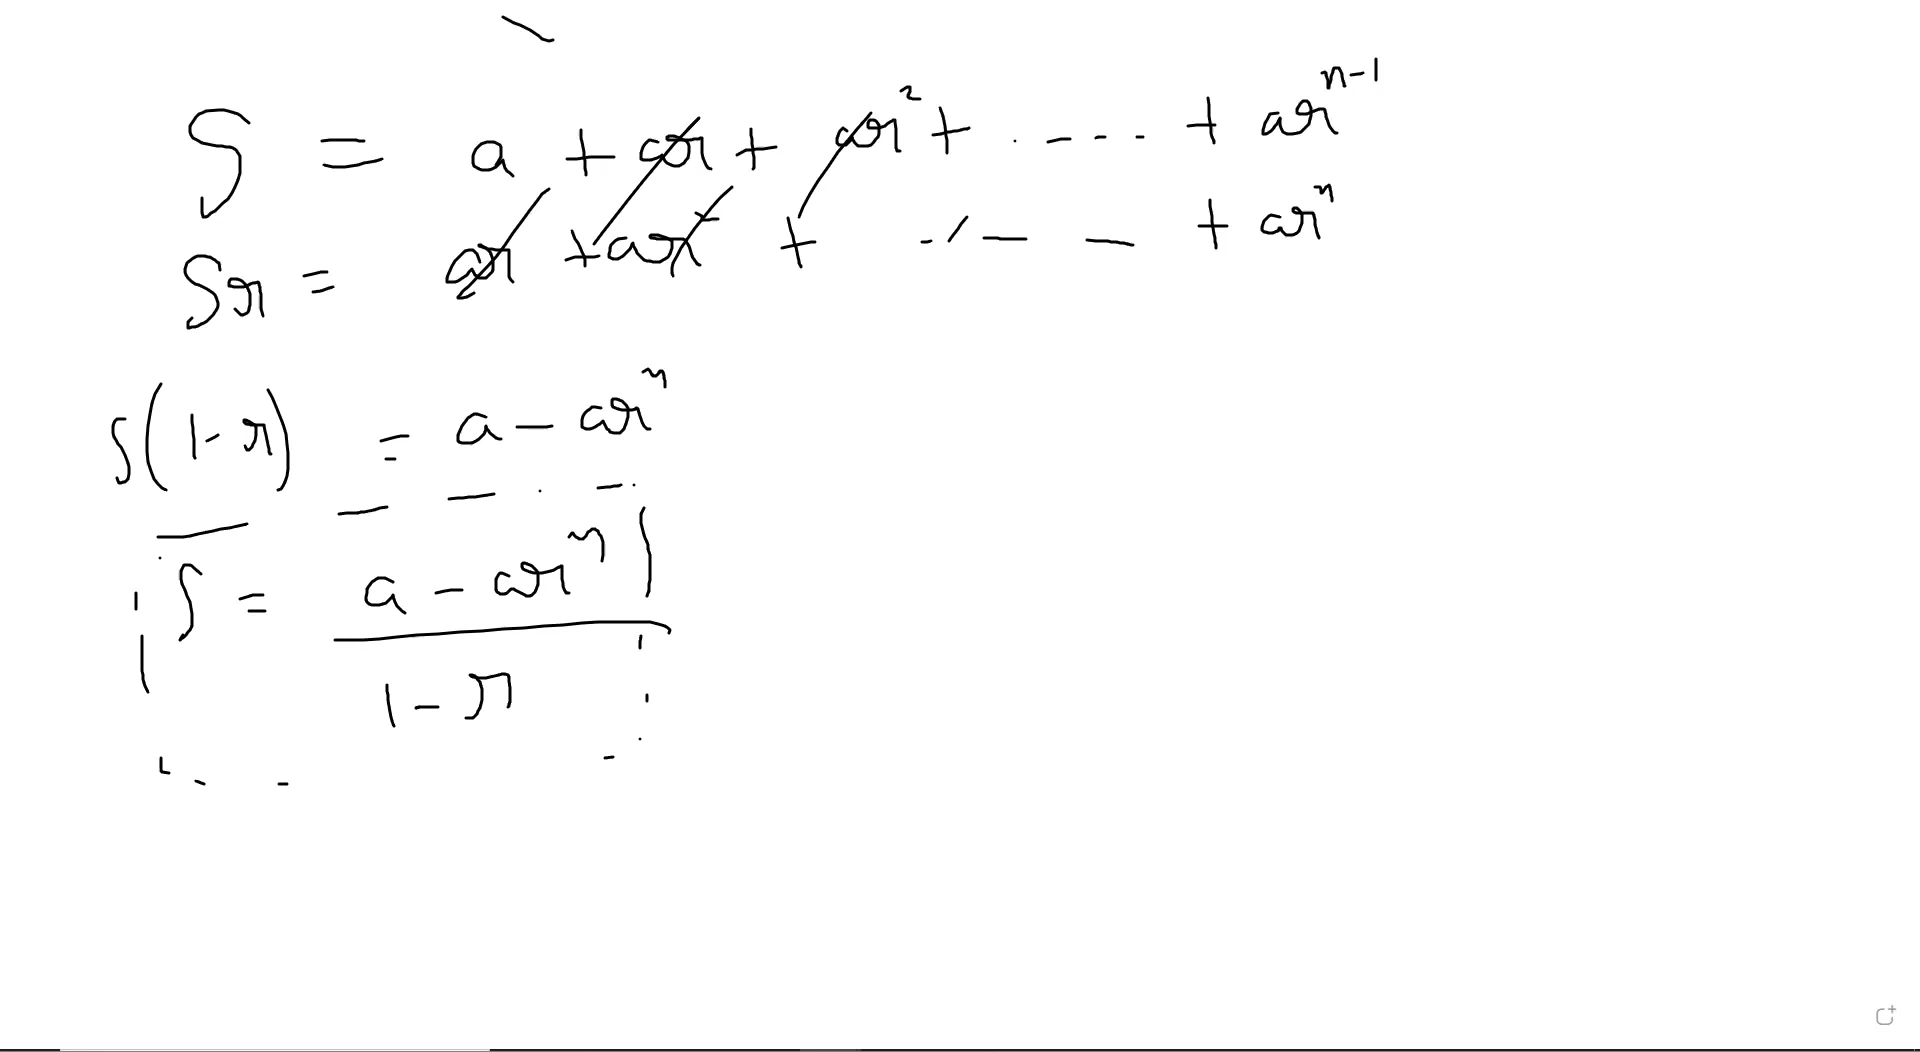 S = a + ar + ar² + . - - - - + arⁿ⁻¹
Sr = ar + ar² + - - - - + arⁿ
S(1-r) = a - arⁿ
S = a - arⁿ
1 - r